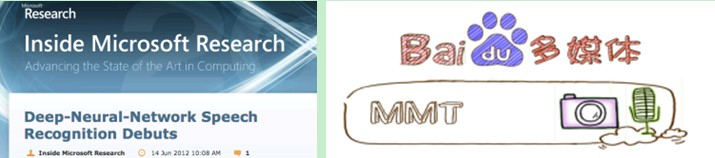 Microsoft
Research
Inside Microsoft Research
Advancing the State of the Art in Computing
Deep-Neural-Network Speech
Recognition Debuts
Inside Microsoft Research 14 Jun 2012 10:08 AM 1
Bai du 多媒体
MMT